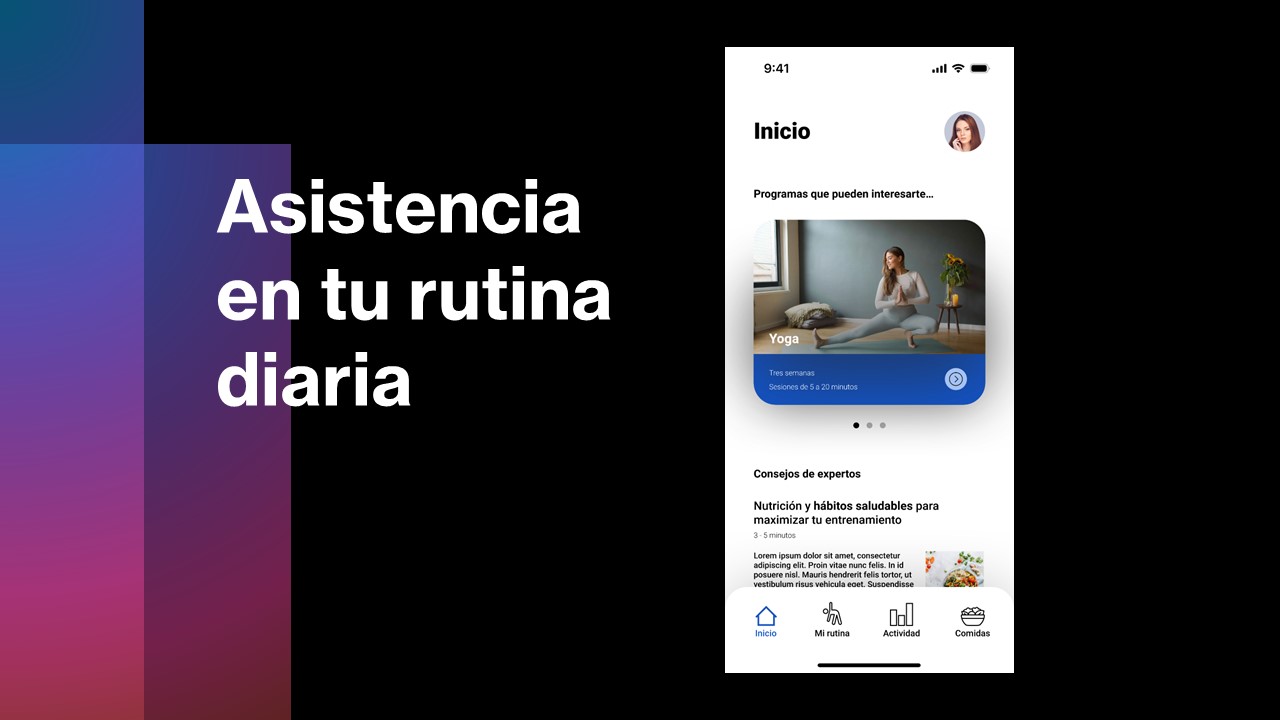 Asistencia
en tu rutina
diaria
9:41
Inicio
Programas que pueden interesarte...
Yoga
Tres semanas
Sesiones de 5 a 20 minutos
Consejos de expertos
Nutrición y hábitos saludables para
maximizar tu entrenamiento
3 · 5 minutos
Lorem ipsum dolor sit amet, consectetur
adipiscing elit. Proin vitae nunc felis. In id
posuere nisl. Mauris hendrerit felis tortor, ut
vestibulum risus vehicula eget. Suspendisse
Inicio
Mi rutina
Actividad
Comidas